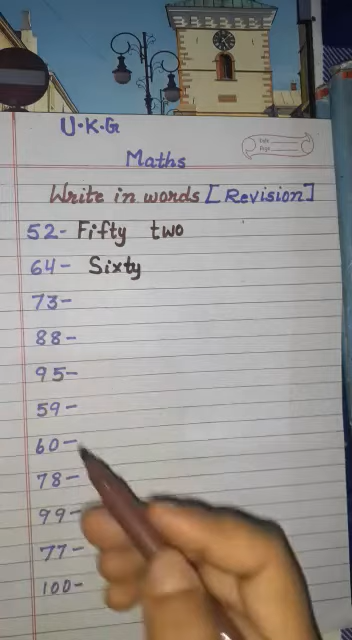 U.K.G
Maths
Write in words [Revision]
52- Fifty two
64- Sixty
73-
88-
95-
59-
60-
78-
99-
77-
100-